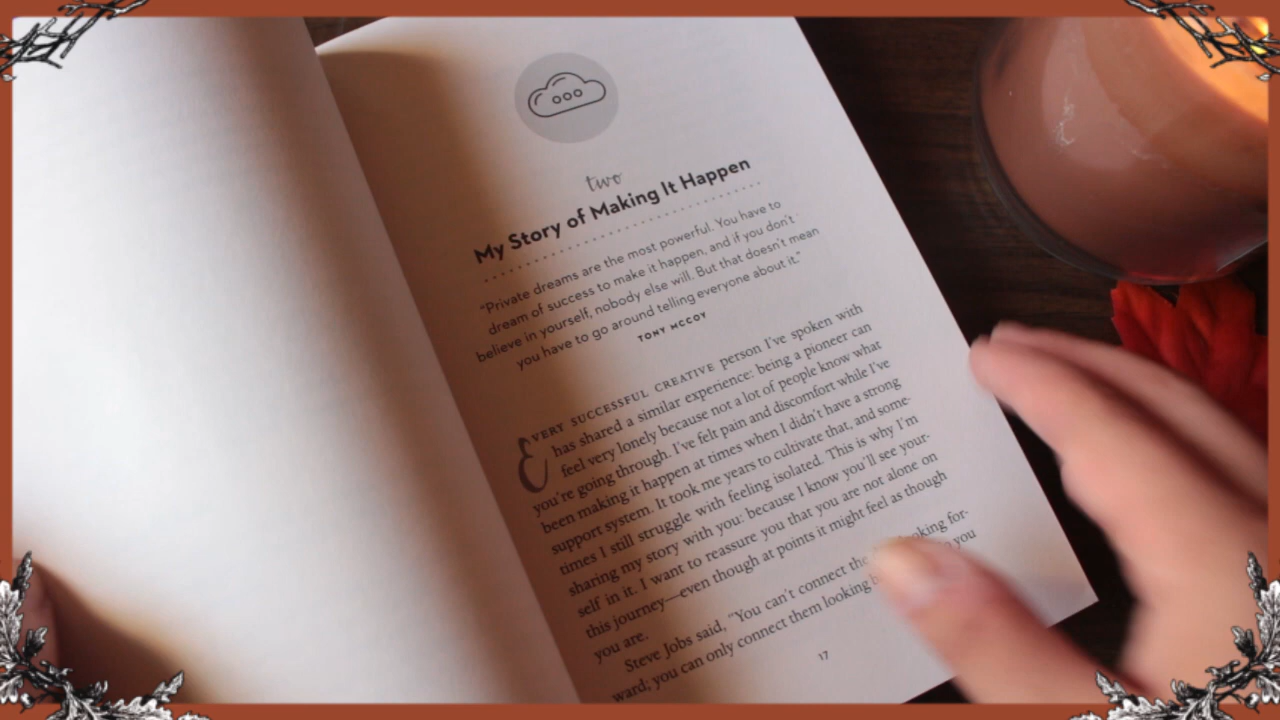 two
My Story of Making It Happen
“Private dreams are the most powerful. You have to
dream of success to make it happen, and if you don’t
believe in yourself, nobody else will. But that doesn’t mean
you have to go around telling everyone about it.”
TONY MCCOY
EVERY SUCCESSFUL CREATIVE person I’ve spoken with
has shared a similar experience: being a pioneer can
feel very lonely because not a lot of people know what
you’re going through. I’ve felt pain and discomfort while I’ve
been making it happen at times when I didn’t have a strong
support system. It took me years to cultivate that, and some-
times I still struggle with feeling isolated. This is why I’m
sharing my story with you: because I know you’ll see your-
self in it. I want to reassure you that you are not alone on
this journey—even though at points it might feel as though
you are.
Steve Jobs said, “You can’t connect the looking for-
ward; you can only connect them looking you
17